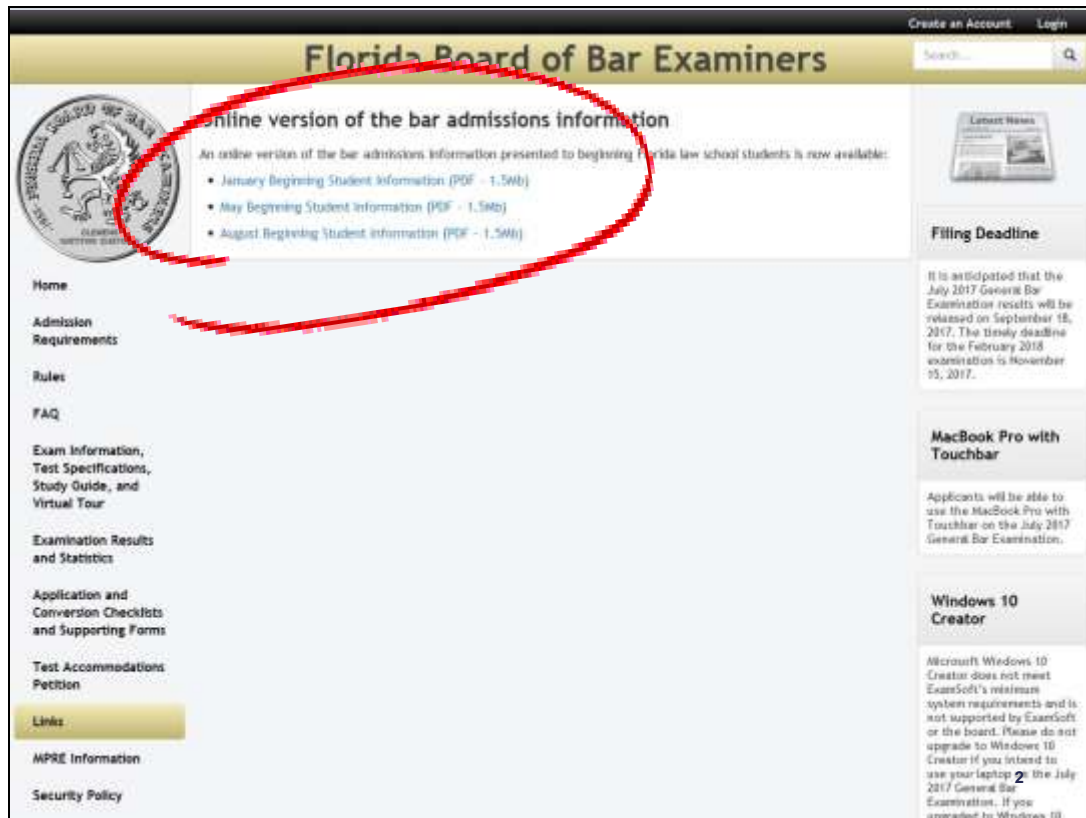 Create an Account Login
Florida Board of Bar Examiners
Search...
Online version of the bar admissions information
An online version of the bar admissions information presented to beginning Florida law school students is now available:
• January Beginning Student Information (PDF - 1.5Mb)
• May Beginning Student Information (PDF - 1.5Mb)
• August Beginning Student Information (PDF - 1.5Mb)
Home
Admission
Requirements
Rules
FAQ
Exam Information,
Test Specifications,
Study Guide, and
Virtual Tour
Examination Results
and Statistics
Application and
Conversion Checklists
and Supporting Forms
Test Accommodations
Petition
Links
MPRE Information
Security Policy
Latest News
Filing Deadline
It is anticipated that the
July 2017 General Bar
Examination results will be
released on September 18,
2017. The timely deadline
for the February 2018
examination is November
15, 2017.
MacBook Pro with
Touchbar
Applicants will be able to
use the MacBook Pro with
Touchbar on the July 2017
General Bar Examination.
Windows 10
Creator
Microsoft Windows 10
Creator does not meet
ExamSoft's minimum
system requirements and is
not supported by ExamSoft
or the board. Please do not
upgrade to Windows 10
Creator if you intend to
use your laptop on the July
2017 General Bar
Examination. If you
upgraded to Windows 10
2